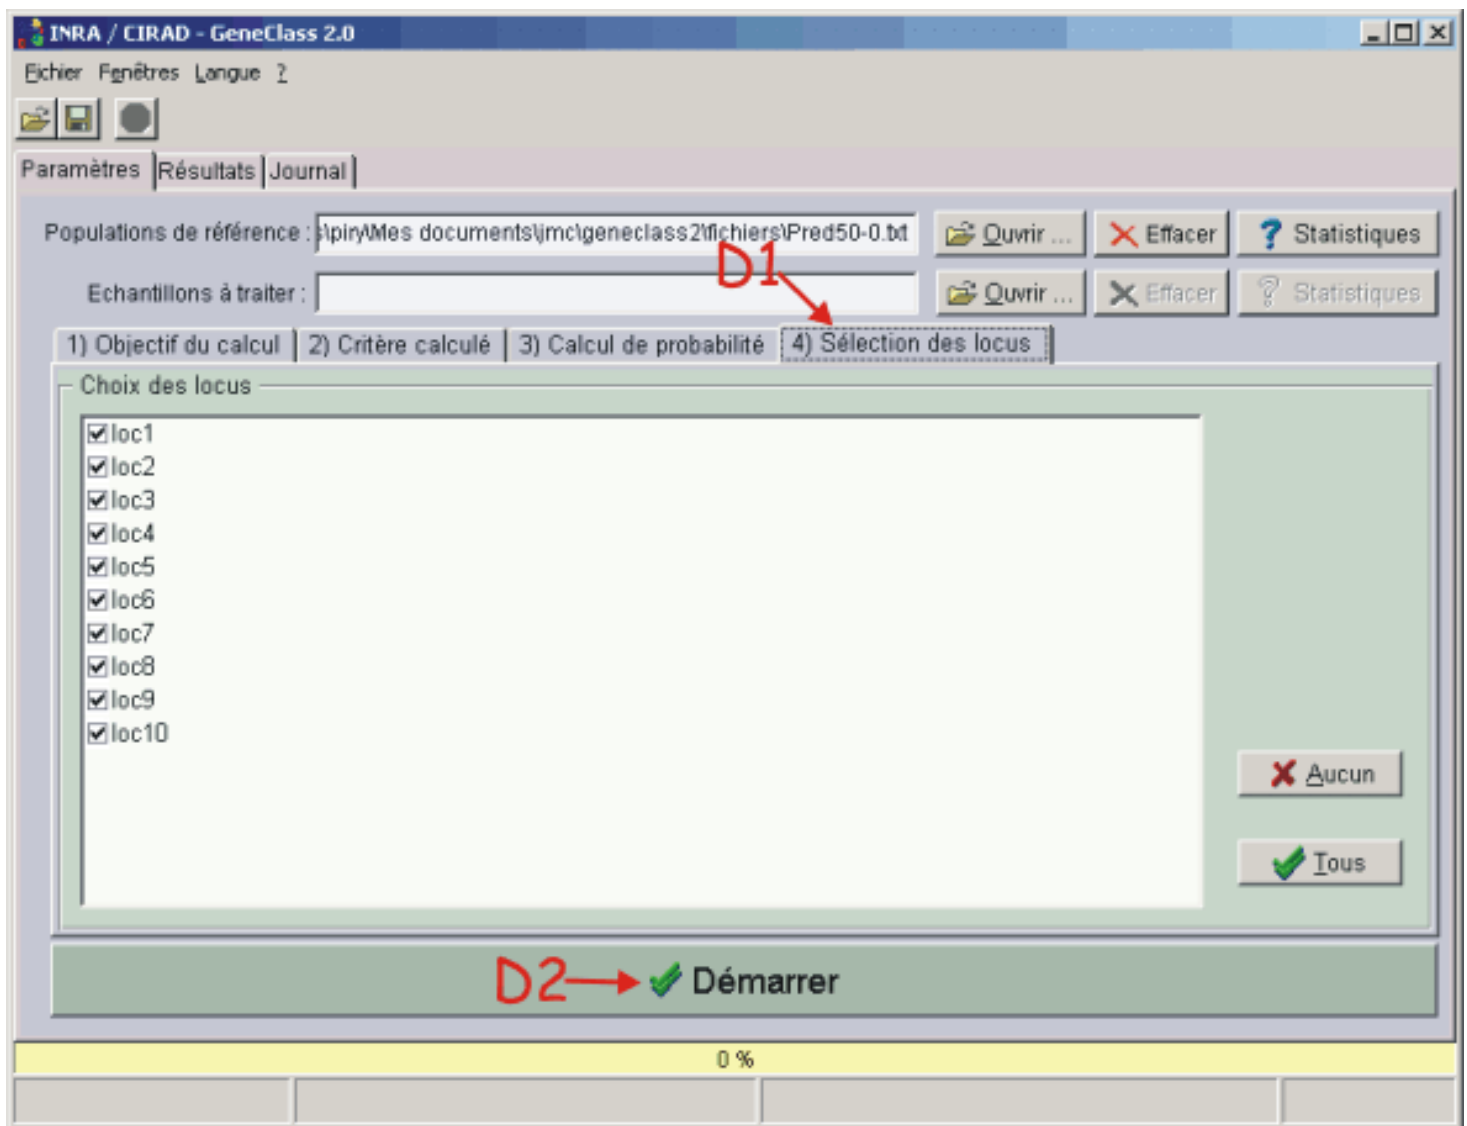 INRA / CIRAD - GeneClass 2.0
Fichier Fenêtres Langue ?
Paramètres Résultats Journal
Populations de référence : s\piry\Mes documents\jmc\geneclass2\fichiers\Pred50-0.txt Ouvrir ... Effacer ? Statistiques
D1
Echantillons à traiter : Ouvrir ... Effacer ? Statistiques
1) Objectif du calcul 2) Critère calculé 3) Calcul de probabilité 4) Sélection des locus
Choix des locus
loc1
loc2
loc3
loc4
loc5
loc6
loc7
loc8
loc9
loc10
Aucun
Tous
D2 Démarrer
0 %